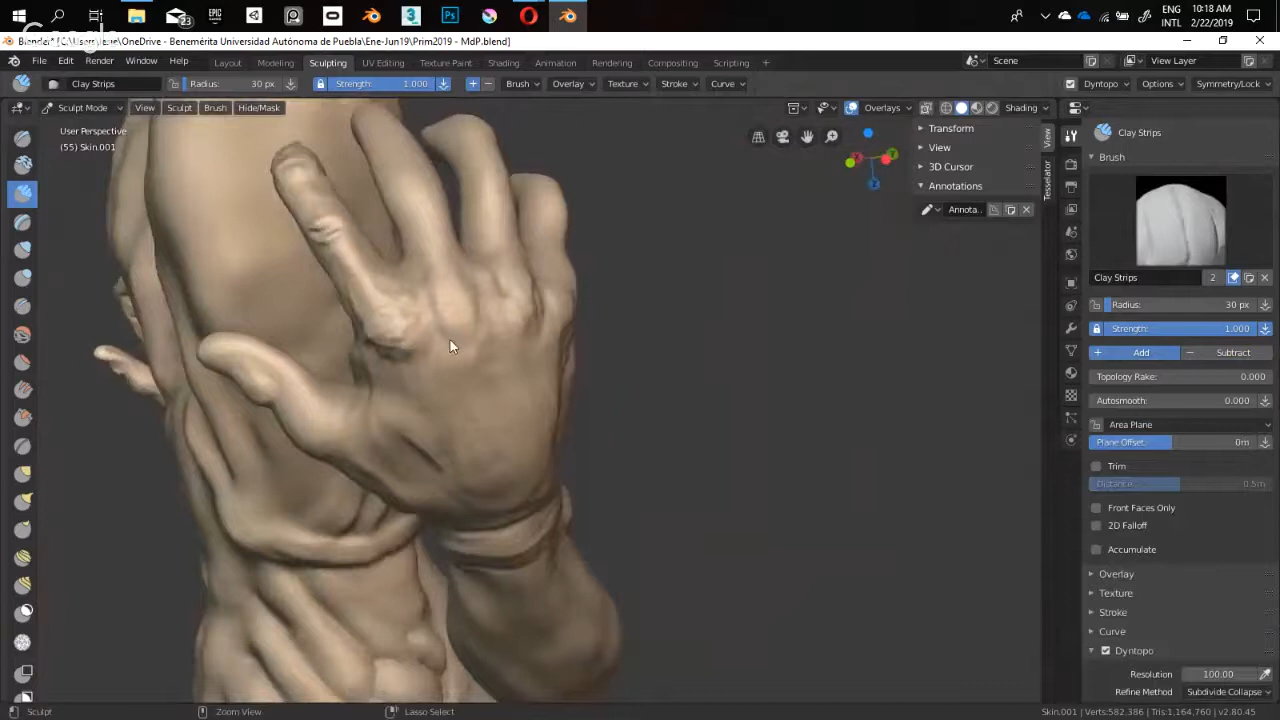 23
EPIC
3
Ps
ENG
INTL
10:18 AM
2/22/2019
Blender* [C:\Users\
\OneDrive - Benemérita Universidad Autónoma de Puebla\Ene-Jun19\Prim2019 - MdP.blend]
File Edit Render Window Help Layout Modeling Sculpting UV Editing Texture Paint Shading Animation Rendering Compositing Scripting + Scene View Layer
Clay Strips Radius: 30 px Strength: 1.000 + − Brush Overlay Texture Stroke Curve Dyntopo Options Symmetry/Lock
Sculpt Mode View Sculpt Brush Hide/Mask Overlays Shading
User Perspective
(55) Skin.001
Transform
View
3D Cursor
Annotations
Annota..
View
Tesselator
Clay Strips
Brush
Clay Strips 2
Radius: 30 px
Strength: 1.000
+ Add − Subtract
Topology Rake: 0.000
Autosmooth: 0.000
Area Plane
Plane Offset: 0m
Trim
Distance: 0.5m
Front Faces Only
2D Falloff
Accumulate
Overlay
Texture
Stroke
Curve
Dyntopo
Resolution 100.00
Refine Method Subdivide Collapse
Sculpt Zoom View Lasso Select Skin.001 | Verts:582,386 | Tris:1,164,760 | v2.80.45